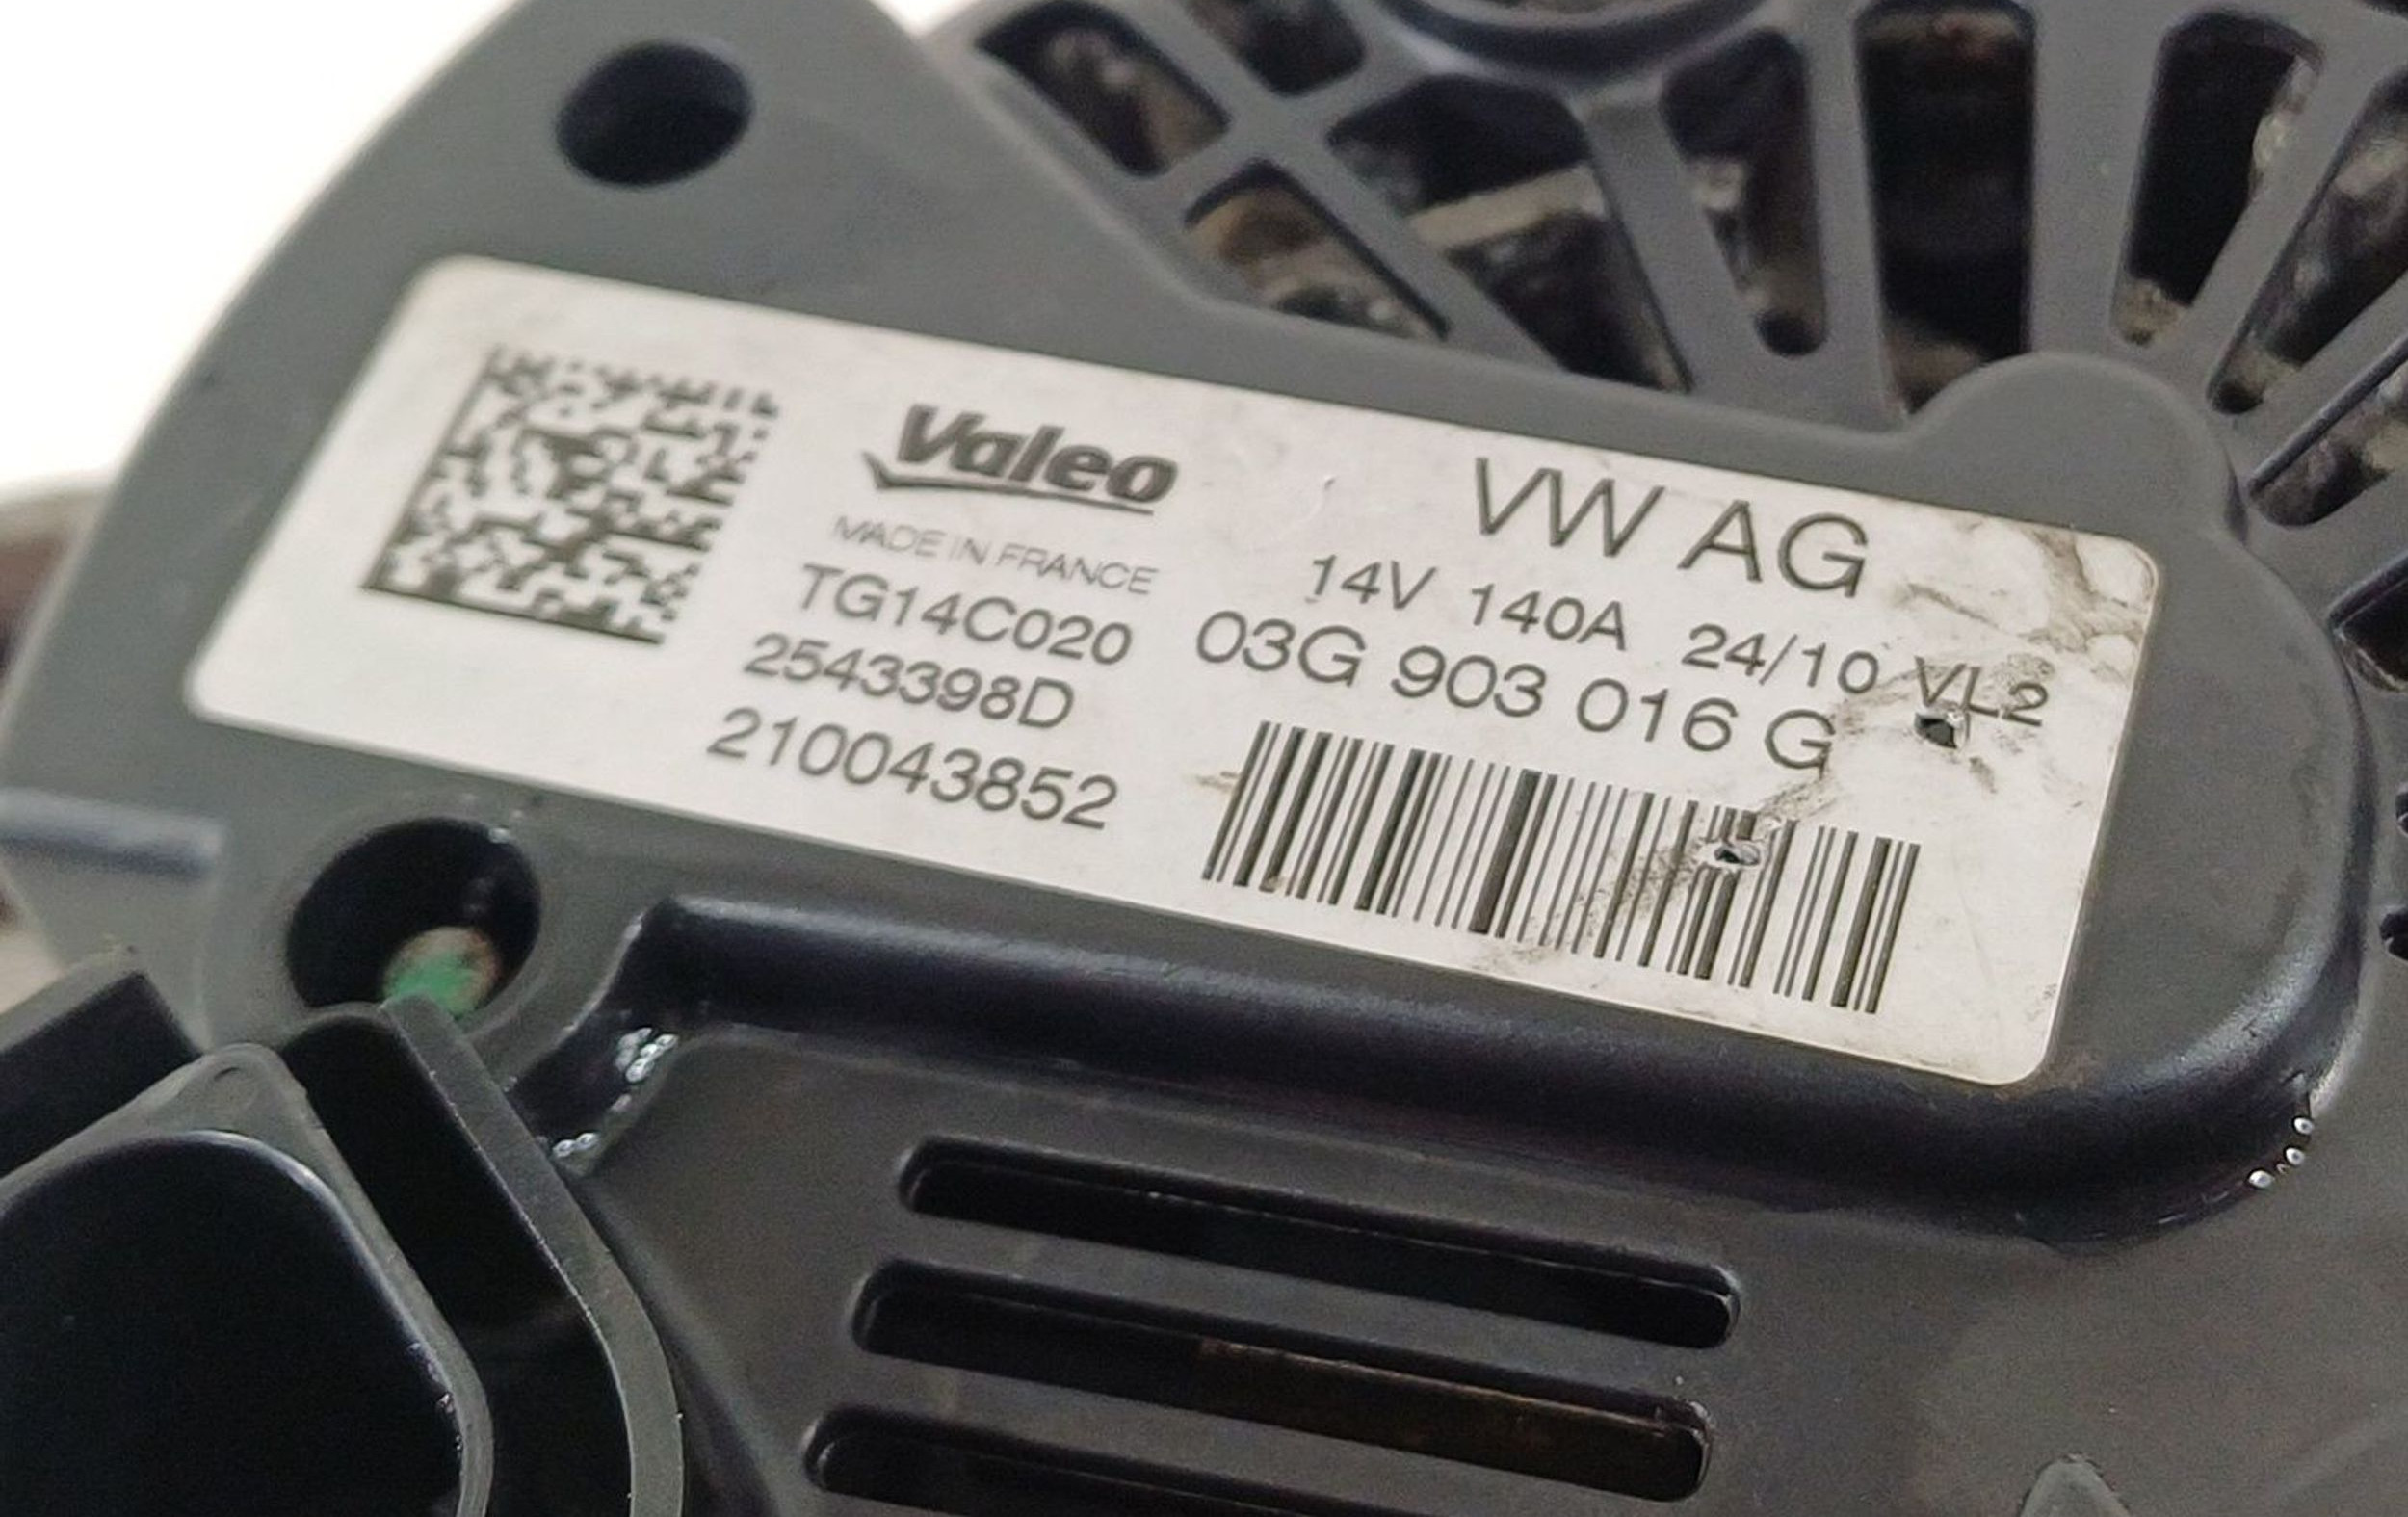 Valeo
MADE IN FRANCE
TG14C020
2543398D
210043852
VW AG
14V 140A 24/10 VL2
03G 903 016 G